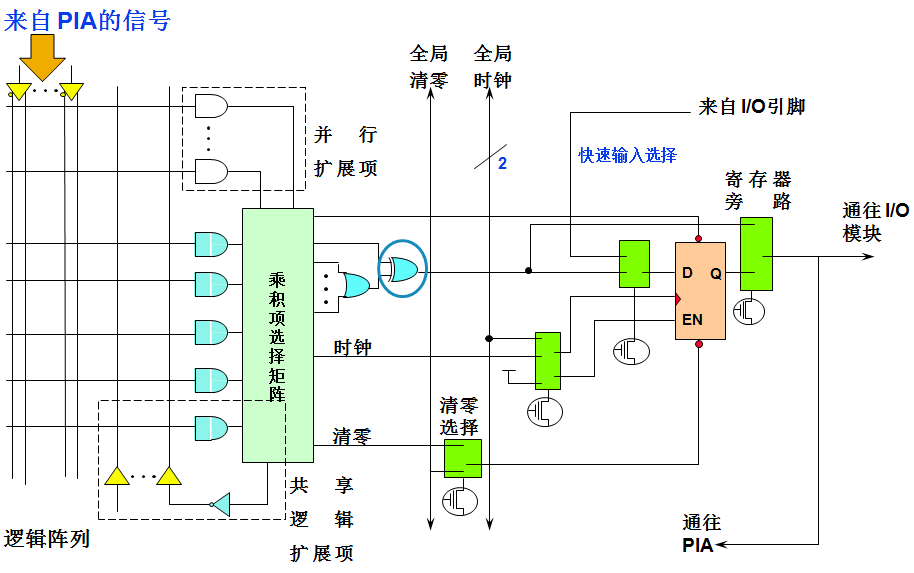 来自 PIA的信号
全局
清零
全局
时钟
2
来自 I/O引脚
快速输入选择
并 行
扩展项
寄存器
旁 路
通往 I/O
模块
D
Q
EN
乘积项选择矩阵
时钟
清零
清零
选择
共 享
逻 辑
扩展项
逻辑阵列
通往
PIA